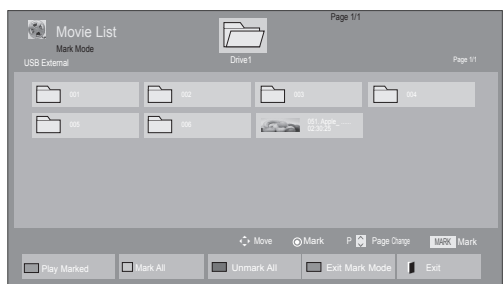 Page 1/1
Movie List
Mark Mode
USB External
Drive1
Page 1/1
001 002 003 004
005 006 001_Apple_......
02:30:25
Move Mark P Page Change MARK Mark
Play Marked Mark All Unmark All Exit Mark Mode Exit